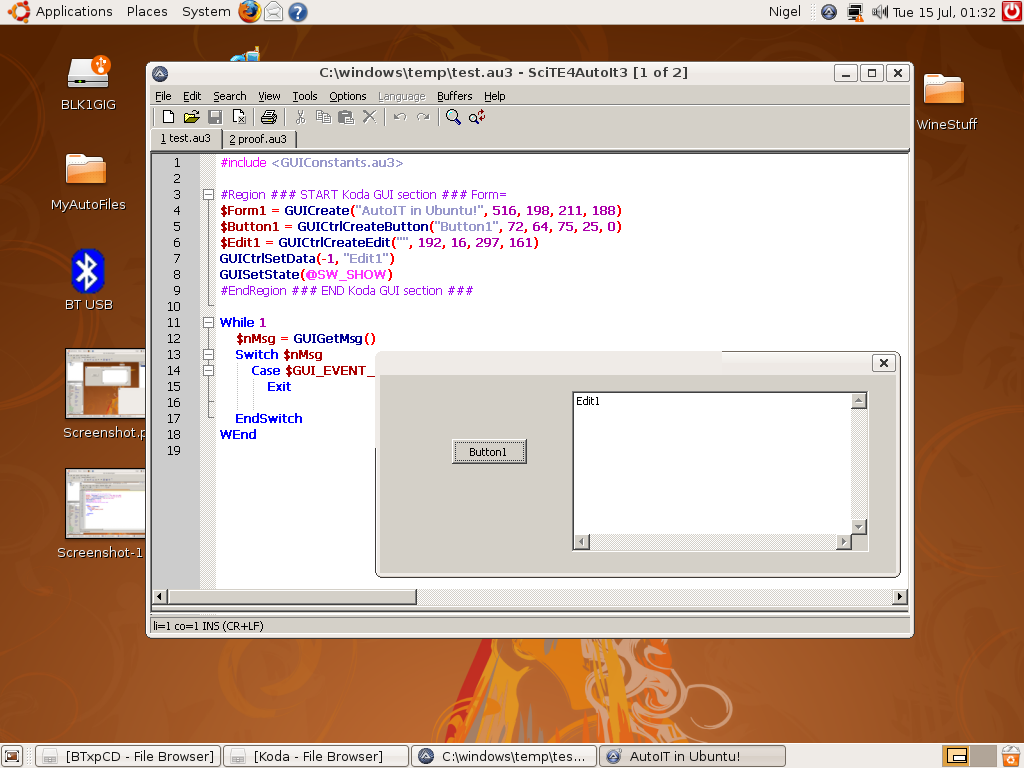 Applications Places System Nigel Tue 15 Jul, 01:32
BLK1GIG
MyAutoFiles
BT USB
Screenshot.p
Screenshot-1
WineStuff
C:\windows\temp\test.au3 - SciTE4AutoIt3 [1 of 2]
File Edit Search View Tools Options Language Buffers Help
1 test.au3 2 proof.au3
1 #include <GUIConstants.au3>
2
3 #Region ### START Koda GUI section ### Form=
4 $Form1 = GUICreate("AutoIT in Ubuntu!", 516, 198, 211, 188)
5 $Button1 = GUICtrlCreateButton("Button1", 72, 64, 75, 25, 0)
6 $Edit1 = GUICtrlCreateEdit("", 192, 16, 297, 161)
7 GUICtrlSetData(-1, "Edit1")
8 GUISetState(@SW_SHOW)
9 #EndRegion ### END Koda GUI section ###
10
11 While 1
12 $nMsg = GUIGetMsg()
13 Switch $nMsg
14 Case $GUI_EVENT_
15 Exit
16
17 EndSwitch
18 WEnd
19
Edit1
Button1
li=1 co=1 INS (CR+LF)
[BTxpCD - File Browser] [Koda - File Browser] C:\windows\temp\tes... AutoIT in Ubuntu!